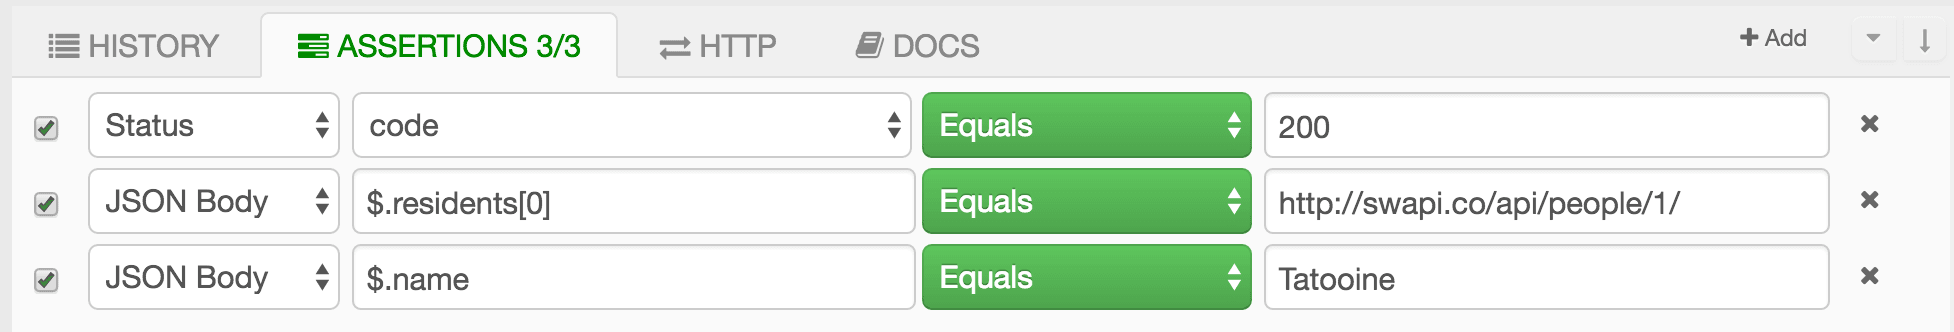 HISTORY ASSERTIONS 3/3 HTTP DOCS + Add
Status code Equals 200
JSON Body $.residents[0] Equals http://swapi.co/api/people/1/
JSON Body $.name Equals Tatooine